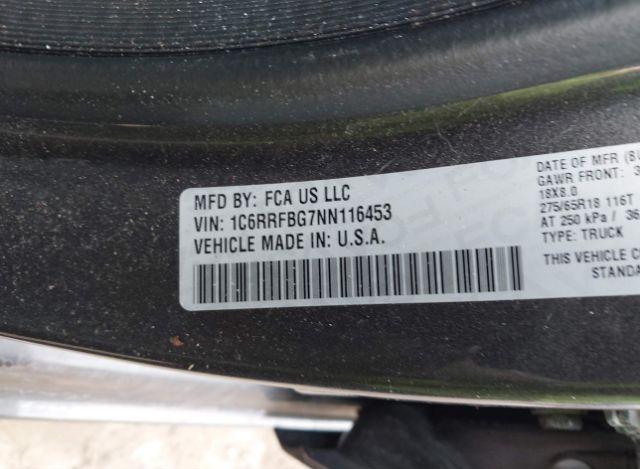 MFD BY: FCA US LLC
VIN: 1C6RRFBG7NN116453
VEHICLE MADE IN: U.S.A.
DATE OF MFR
GAWR FRONT:
18X8.0
275/65R18 116T
AT 250 kPa /
TYPE: TRUCK
THIS VEHICLE